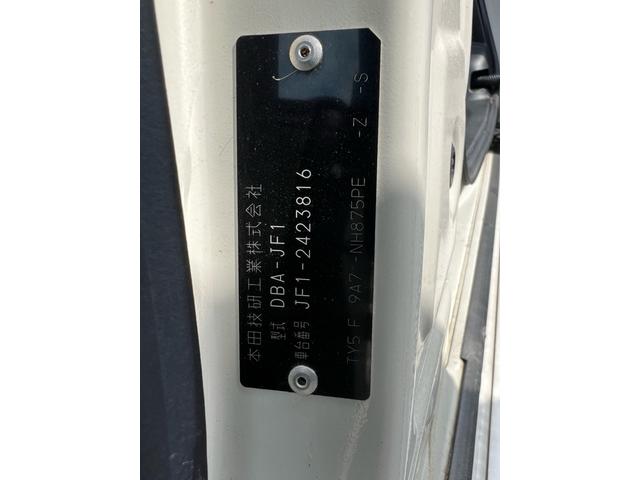 本田技研工業株式会社
型式 DBA-JF1
車台番号 JF1-2423816
TY5 F 9A7 -NH875PE -Z -S